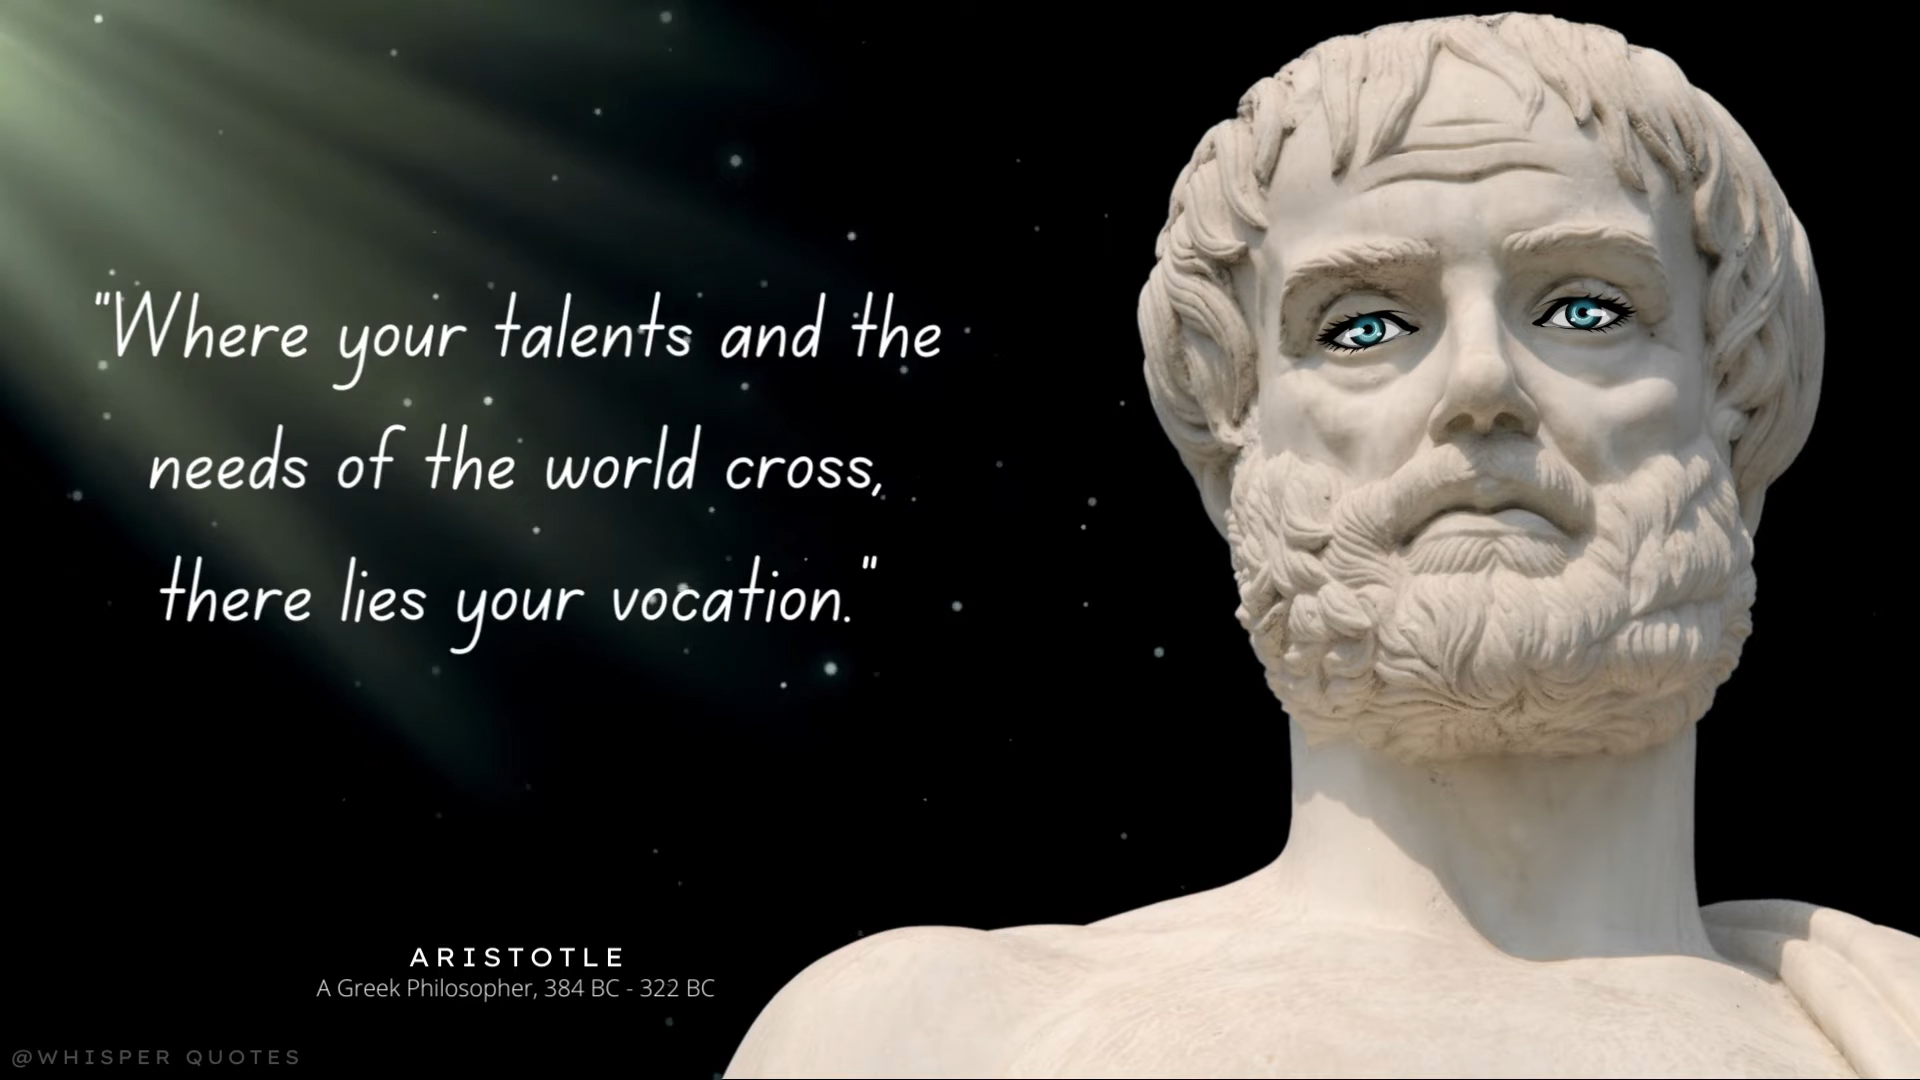 "Where your talents and the
needs of the world cross,
there lies your vocation."
ARISTOTLE
A Greek Philosopher, 384 BC - 322 BC
@WHISPER QUOTES